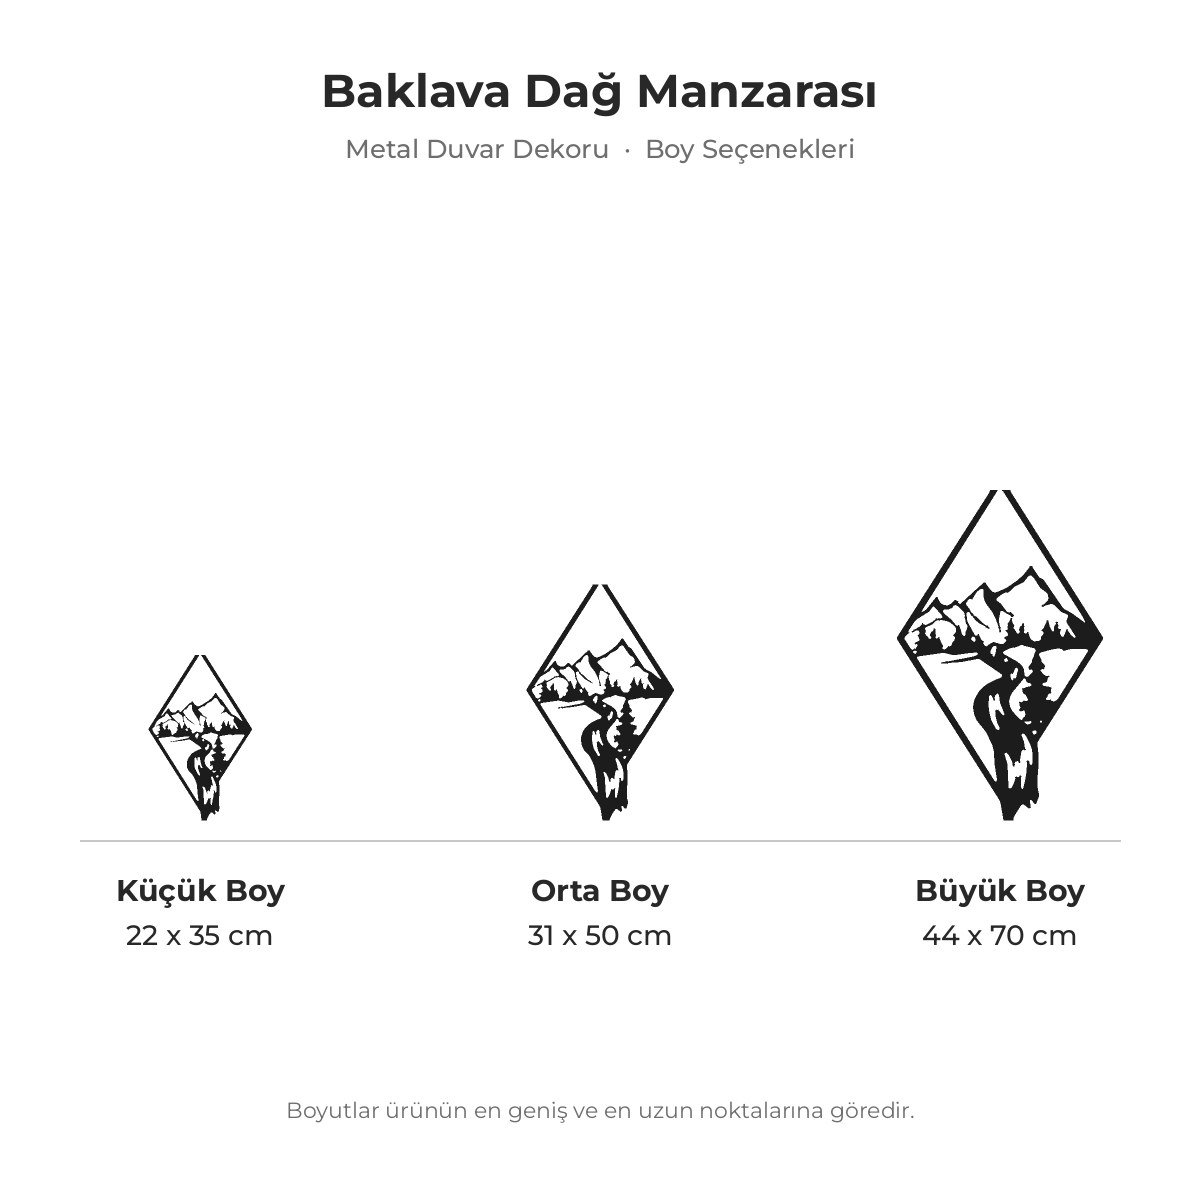 Baklava Dağ Manzarası
Metal Duvar Dekoru · Boy Seçenekleri
Küçük Boy
22 x 35 cm
Orta Boy
31 x 50 cm
Büyük Boy
44 x 70 cm
Boyutlar ürünün en geniş ve en uzun noktalarına göredir.